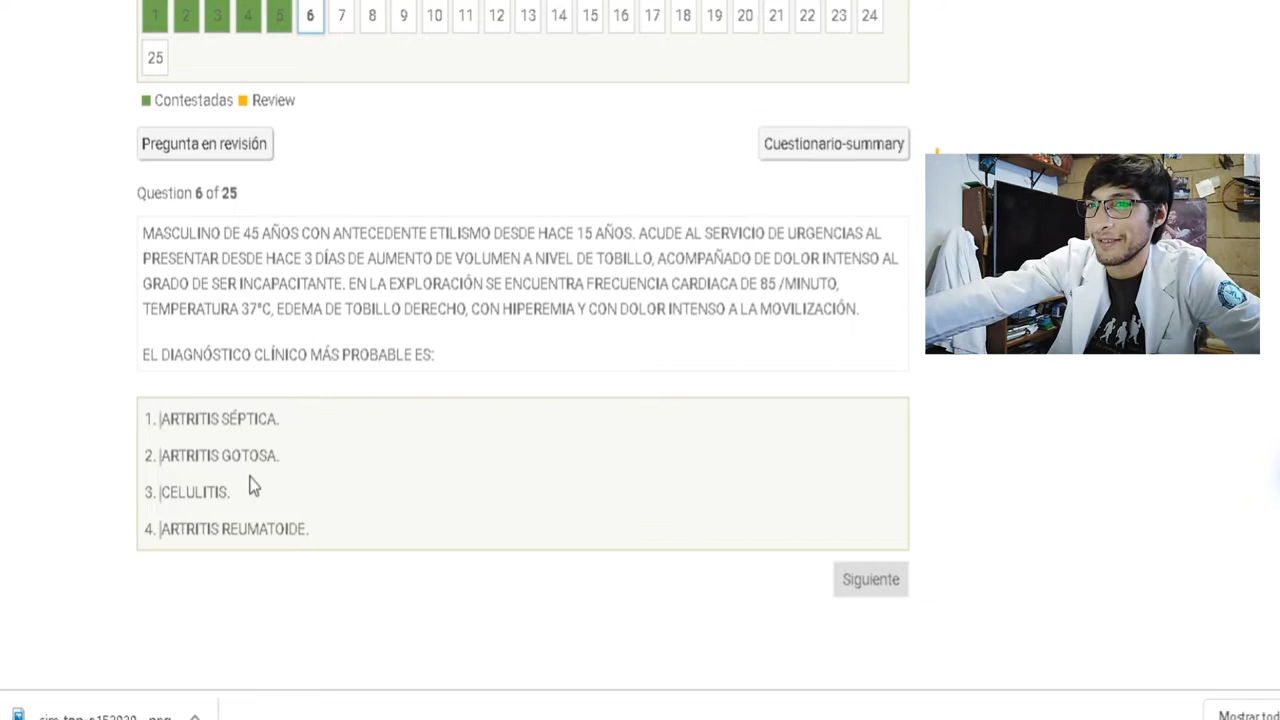 1 2 3 4 5 6 7 8 9 10 11 12 13 14 15 16 17 18 19 20 21 22 23 24
25
Contestadas Review
Pregunta en revisión Cuestionario-summary
Question 6 of 25
MASCULINO DE 45 AÑOS CON ANTECEDENTE ETILISMO DESDE HACE 15 AÑOS. ACUDE AL SERVICIO DE URGENCIAS AL
PRESENTAR DESDE HACE 3 DÍAS DE AUMENTO DE VOLUMEN A NIVEL DE TOBILLO, ACOMPAÑADO DE DOLOR INTENSO AL
GRADO DE SER INCAPACITANTE. EN LA EXPLORACIÓN SE ENCUENTRA FRECUENCIA CARDIACA DE 85 /MINUTO,
TEMPERATURA 37°C, EDEMA DE TOBILLO DERECHO, CON HIPEREMIA Y CON DOLOR INTENSO A LA MOVILIZACIÓN.
EL DIAGNÓSTICO CLÍNICO MÁS PROBABLE ES:
1. ARTRITIS SÉPTICA.
2. ARTRITIS GOTOSA.
3. CELULITIS.
4. ARTRITIS REUMATOIDE.
Siguiente
Mostrar tod